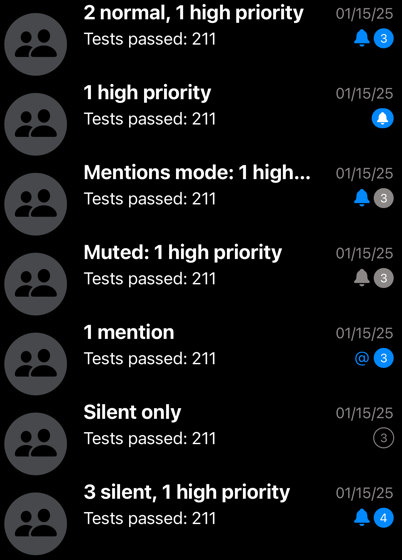 2 normal, 1 high priority 01/15/25
Tests passed: 211 3
1 high priority 01/15/25
Tests passed: 211
Mentions mode: 1 high... 01/15/25
Tests passed: 211 3
Muted: 1 high priority 01/15/25
Tests passed: 211 3
1 mention 01/15/25
Tests passed: 211 @ 3
Silent only 01/15/25
Tests passed: 211 3
3 silent, 1 high priority 01/15/25
Tests passed: 211 4